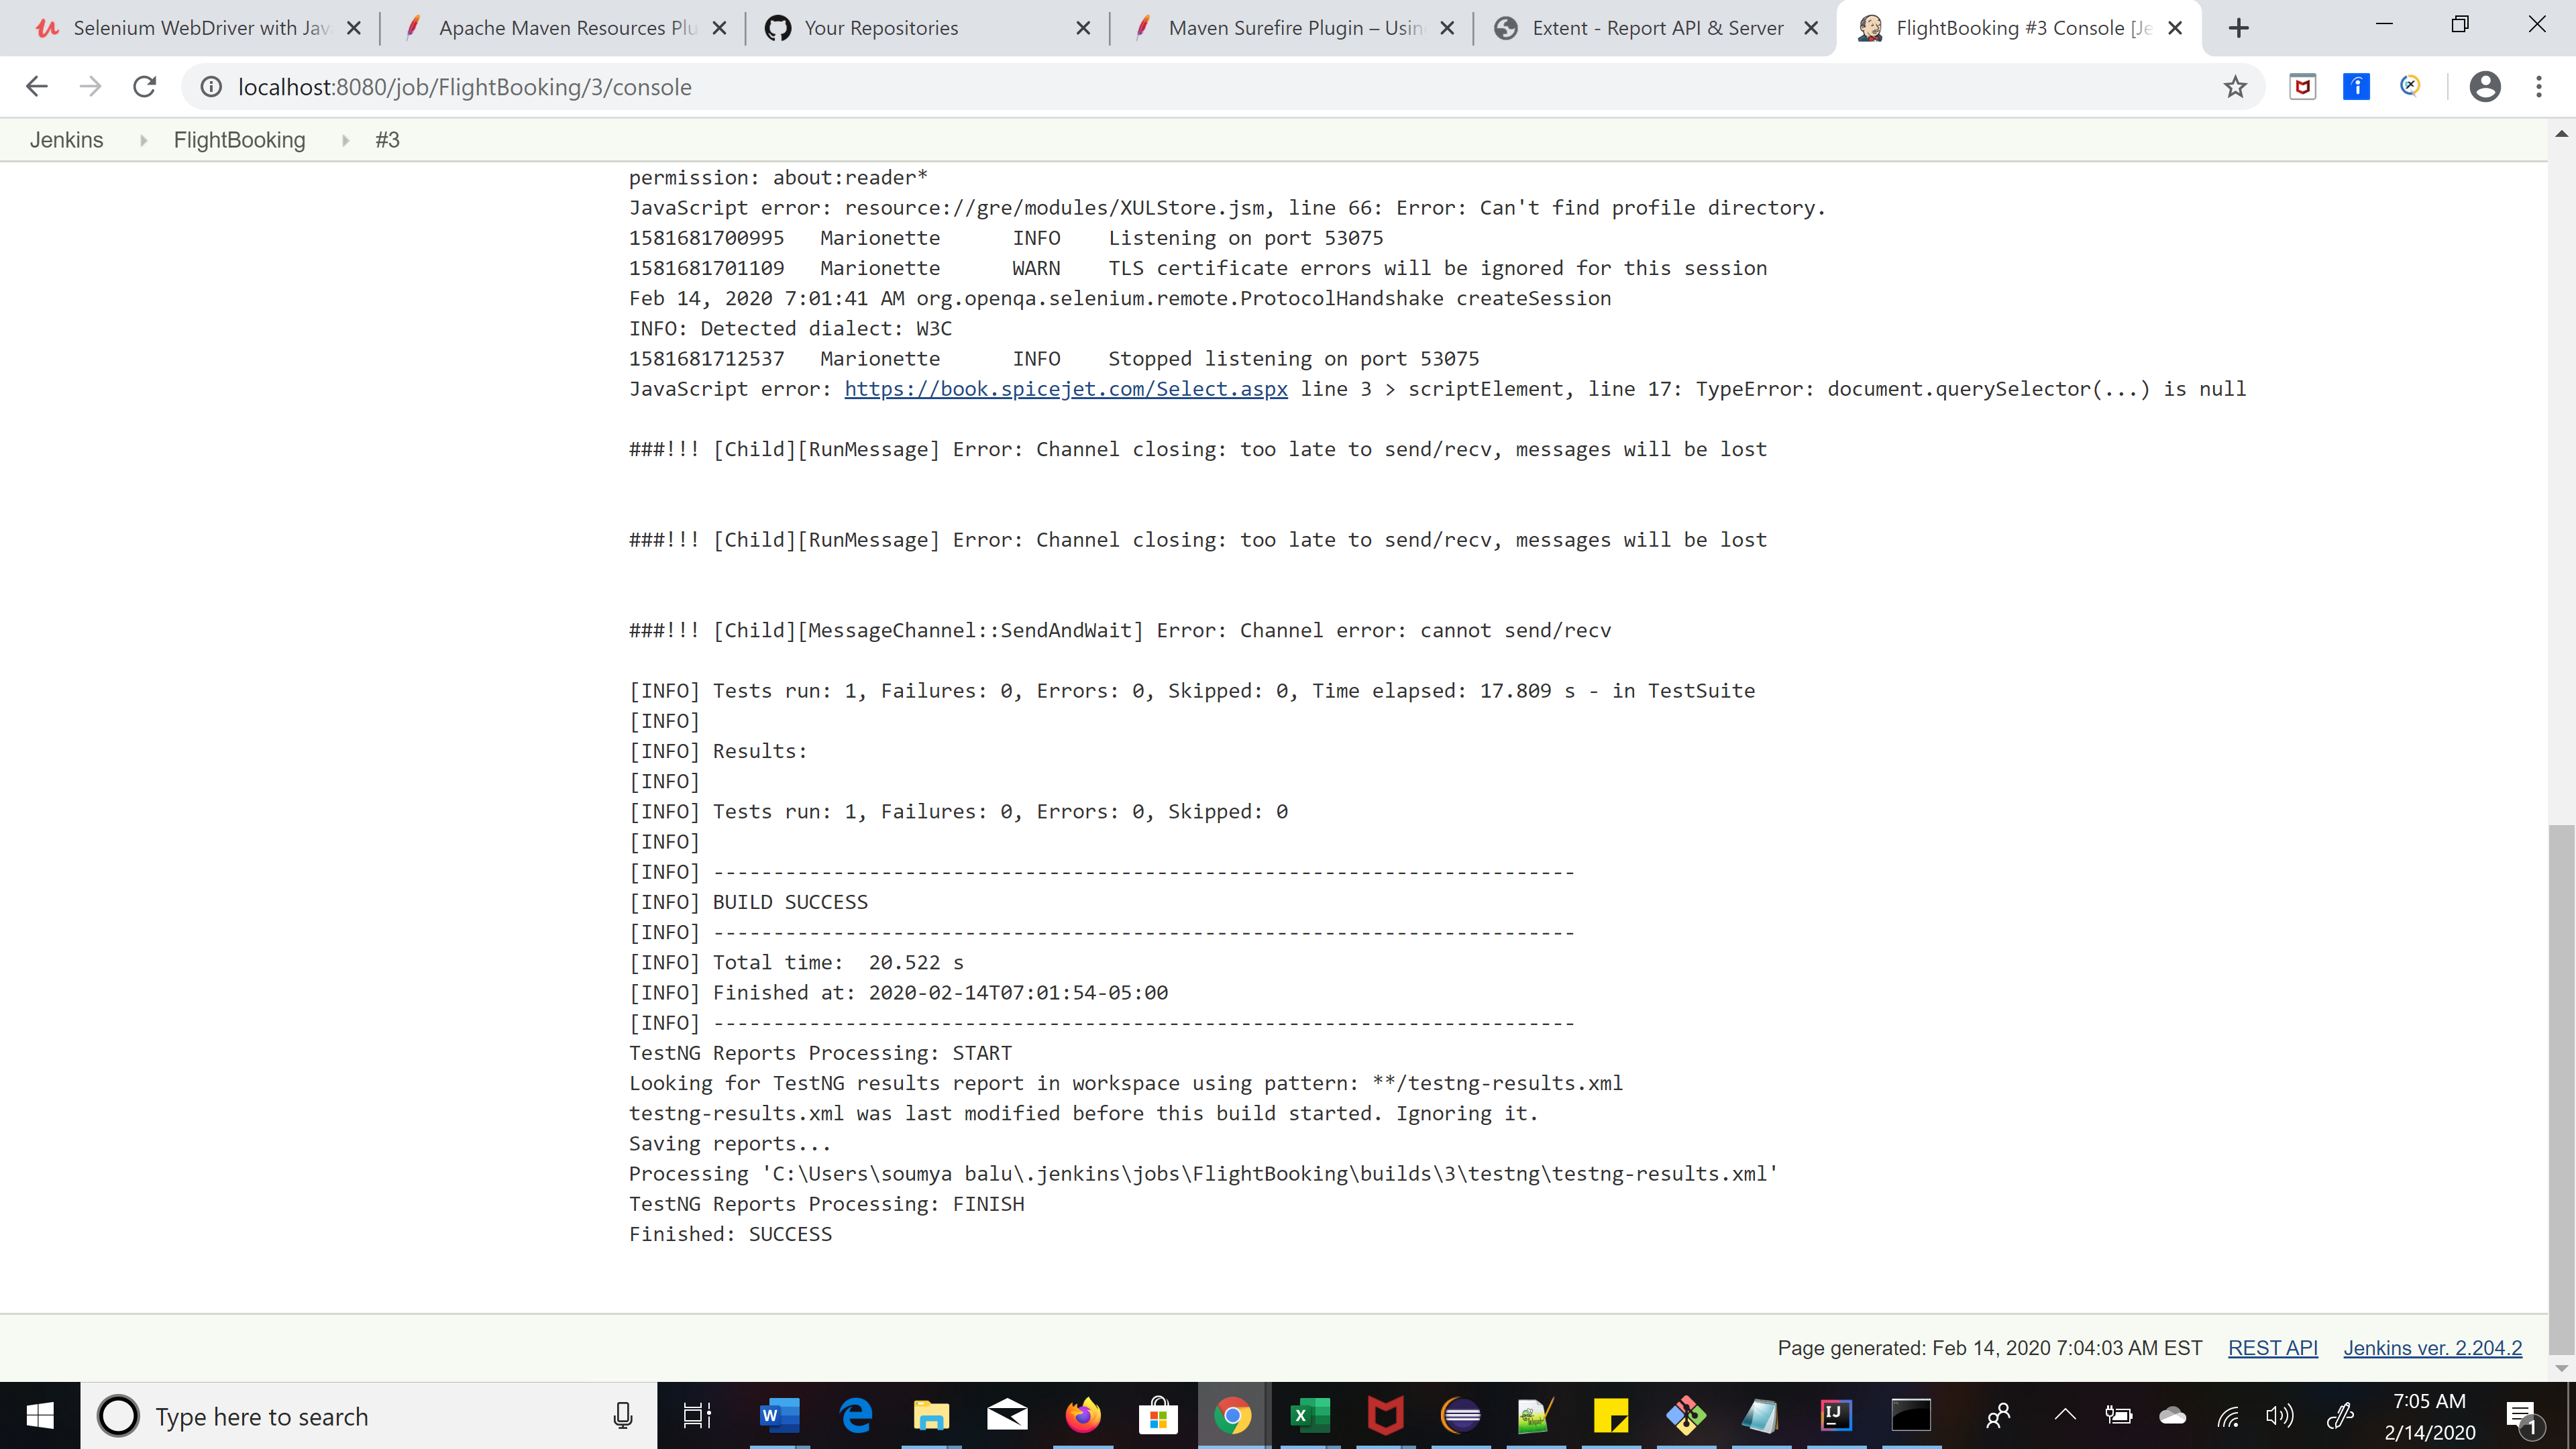 Selenium WebDriver with Jav
Apache Maven Resources Plu
Your Repositories
Maven Surefire Plugin – Usin
Extent - Report API & Server
FlightBooking #3 Console [Je
localhost:8080/job/FlightBooking/3/console
Jenkins
FlightBooking
#3
permission: about:reader*
JavaScript error: resource://gre/modules/XULStore.jsm, line 66: Error: Can't find profile directory.
1581681700995 Marionette INFO Listening on port 53075
1581681701109 Marionette WARN TLS certificate errors will be ignored for this session
Feb 14, 2020 7:01:41 AM org.openqa.selenium.remote.ProtocolHandshake createSession
INFO: Detected dialect: W3C
1581681712537 Marionette INFO Stopped listening on port 53075
JavaScript error: https://book.spicejet.com/Select.aspx line 3 > scriptElement, line 17: TypeError: document.querySelector(...) is null
###!!! [Child][RunMessage] Error: Channel closing: too late to send/recv, messages will be lost
###!!! [Child][RunMessage] Error: Channel closing: too late to send/recv, messages will be lost
###!!! [Child][MessageChannel::SendAndWait] Error: Channel error: cannot send/recv
[INFO] Tests run: 1, Failures: 0, Errors: 0, Skipped: 0, Time elapsed: 17.809 s - in TestSuite
[INFO]
[INFO] Results:
[INFO]
[INFO] Tests run: 1, Failures: 0, Errors: 0, Skipped: 0
[INFO]
[INFO] ------------------------------------------------------------------------
[INFO] BUILD SUCCESS
[INFO] ------------------------------------------------------------------------
[INFO] Total time:  20.522 s
[INFO] Finished at: 2020-02-14T07:01:54-05:00
[INFO] ------------------------------------------------------------------------
TestNG Reports Processing: START
Looking for TestNG results report in workspace using pattern: **/testng-results.xml
testng-results.xml was last modified before this build started. Ignoring it.
Saving reports...
Processing 'C:\Users\soumya balu\.jenkins\jobs\FlightBooking\builds\3\testng\testng-results.xml'
TestNG Reports Processing: FINISH
Finished: SUCCESS
Page generated: Feb 14, 2020 7:04:03 AM EST
REST API
Jenkins ver. 2.204.2
Type here to search
7:05 AM
2/14/2020
1